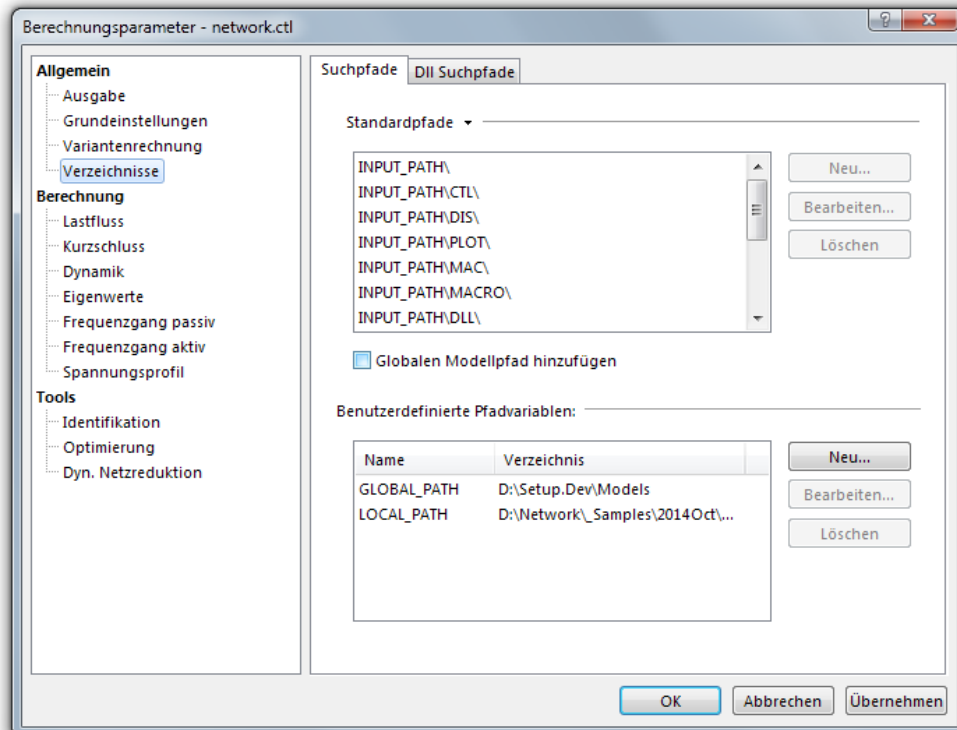 Berechnungsparameter - network.ctl
Allgemein
Ausgabe
Grundeinstellungen
Variantenrechnung
Verzeichnisse
Berechnung
Lastfluss
Kurzschluss
Dynamik
Eigenwerte
Frequenzgang passiv
Frequenzgang aktiv
Spannungsprofil
Tools
Identifikation
Optimierung
Dyn. Netzreduktion
Suchpfade
Dll Suchpfade
Standardpfade
INPUT_PATH\
INPUT_PATH\CTL\
INPUT_PATH\DIS\
INPUT_PATH\PLOT\
INPUT_PATH\MAC\
INPUT_PATH\MACRO\
INPUT_PATH\DLL\
Neu...
Bearbeiten...
Löschen
Globalen Modellpfad hinzufügen
Benutzerdefinierte Pfadvariablen:
Name Verzeichnis
GLOBAL_PATH D:\Setup.Dev\Models
LOCAL_PATH D:\Network\_Samples\2014Oct\...
Neu...
Bearbeiten...
Löschen
OK Abbrechen Übernehmen